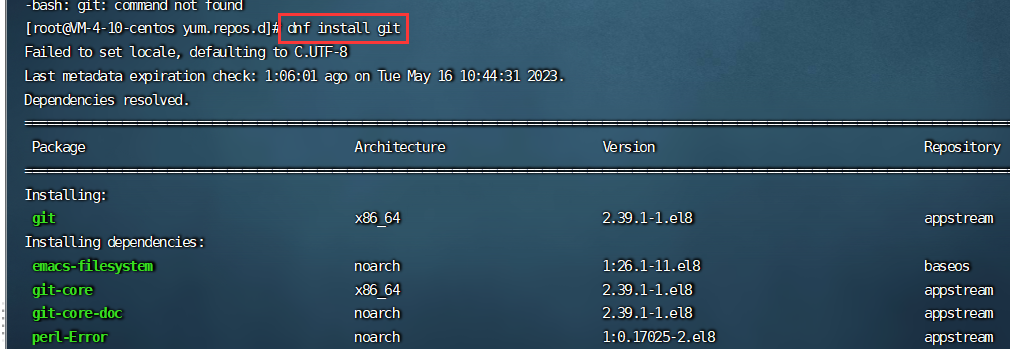 -bash: git: command not found
[root@VM-4-10-centos yum.repos.d]# dnf install git
Failed to set locale, defaulting to C.UTF-8
Last metadata expiration check: 1:06:01 ago on Tue May 16 10:44:31 2023.
Dependencies resolved.
Package Architecture Version Repository
Installing:
git x86_64 2.39.1-1.el8 appstream
Installing dependencies:
emacs-filesystem noarch 1:26.1-11.el8 baseos
git-core x86_64 2.39.1-1.el8 appstream
git-core-doc noarch 2.39.1-1.el8 appstream
perl-Error noarch 1:0.17025-2.el8 appstream